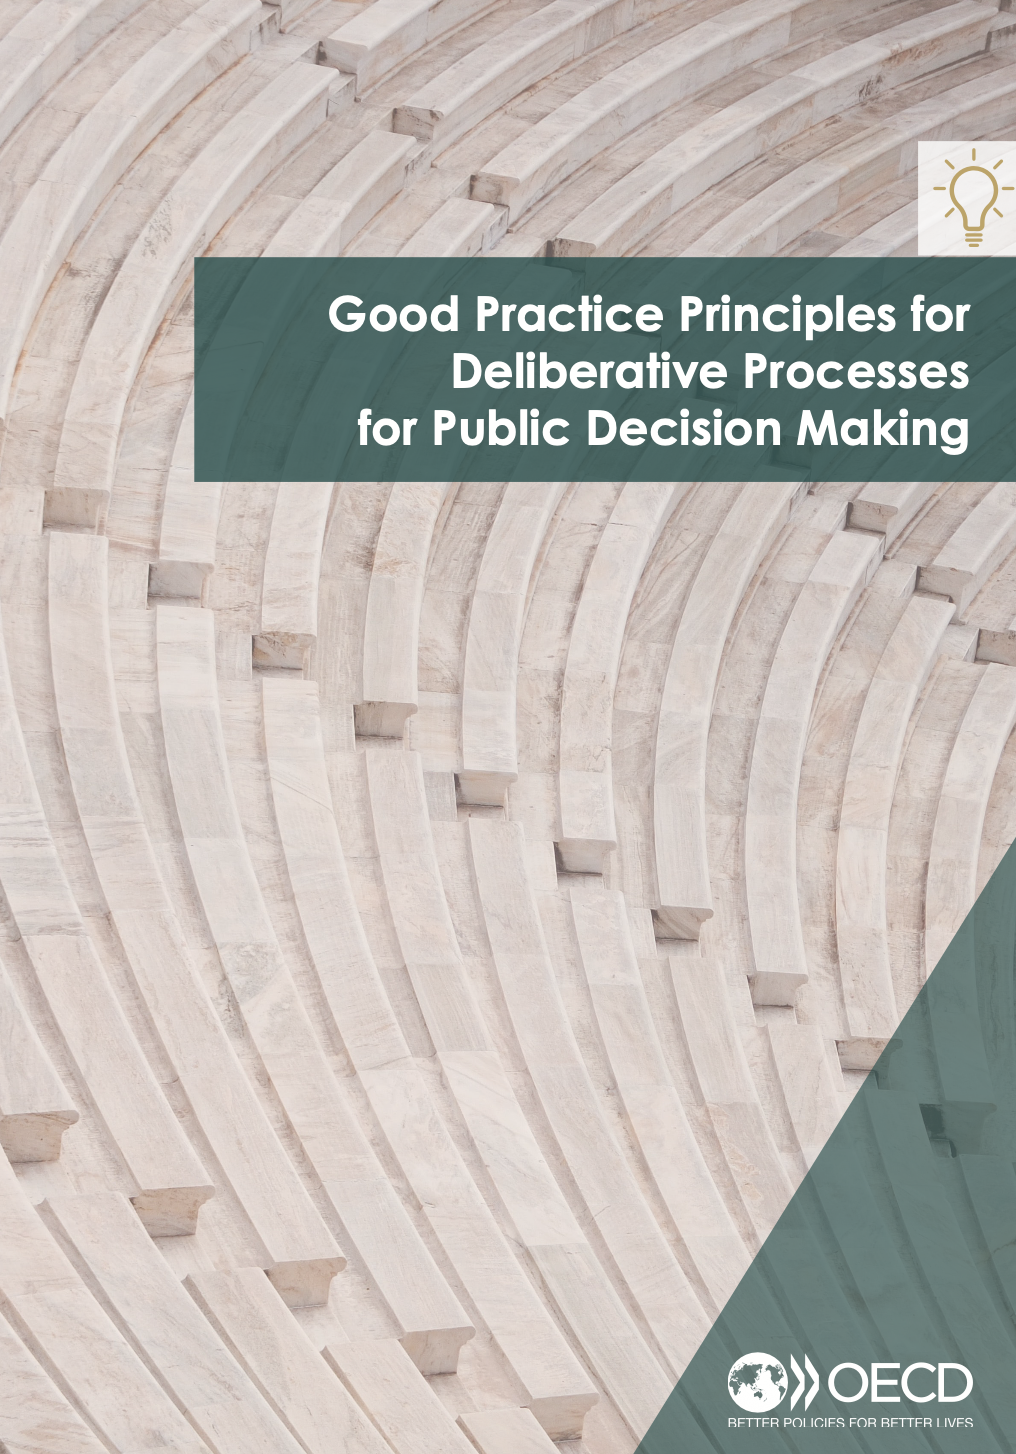 Good Practice Principles for
Deliberative Processes
for Public Decision Making
OECD
BETTER POLICIES FOR BETTER LIVES